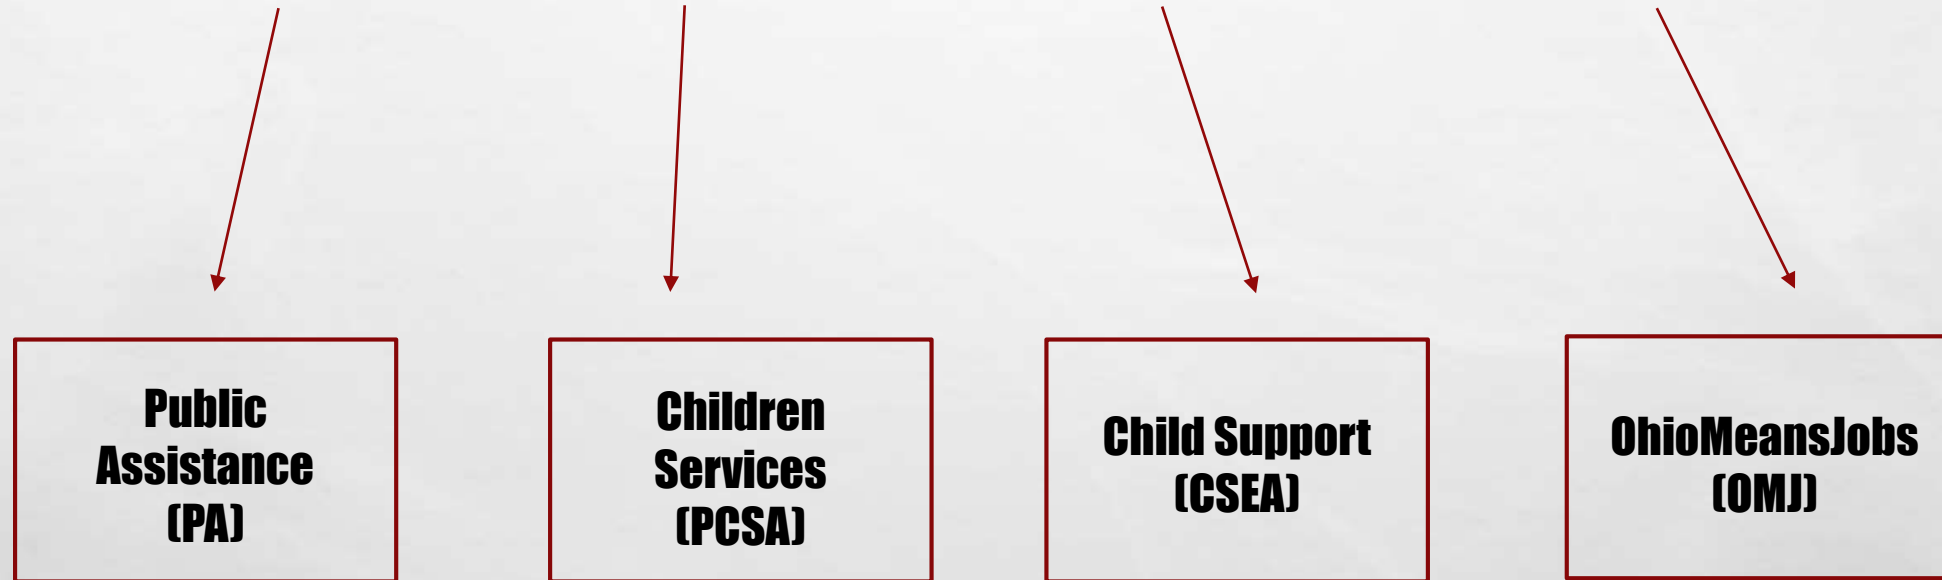 Public
Assistance
(PA)
Children
Services
(PCSA)
Child Support
(CSEA)
OhioMeansJobs
(OMJ)